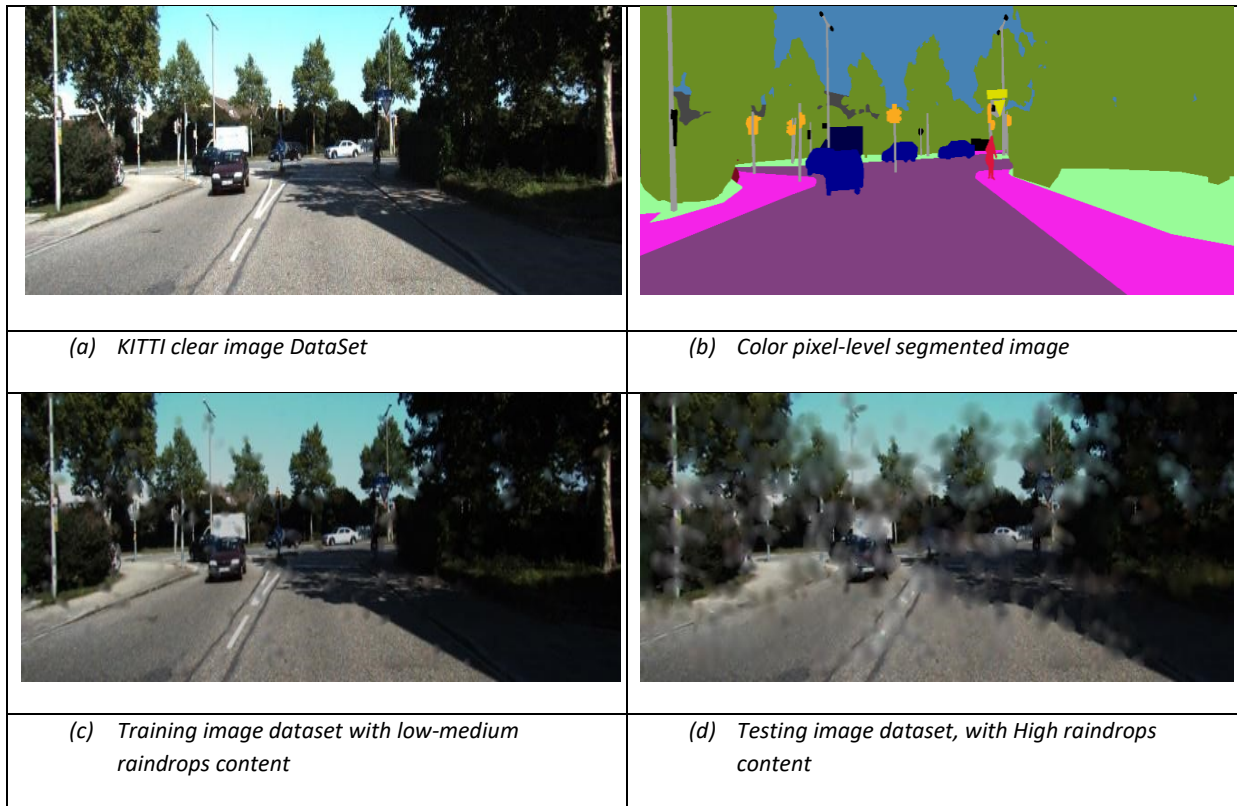 (a) KITTI clear image DataSet
(b) Color pixel-level segmented image
(c) Training image dataset with low-medium
raindrops content
(d) Testing image dataset, with High raindrops
content